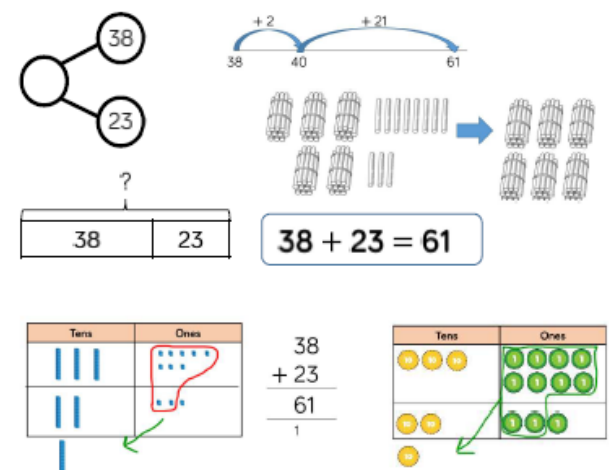 38
23
+ 2
+ 21
38 40 61
?
38 23
38 + 23 = 61
Tens Ones
38
+ 23
61
1
Tens Ones
10 10 10
1 1 1 1
1 1 1 1
10 10
1 1 1
10